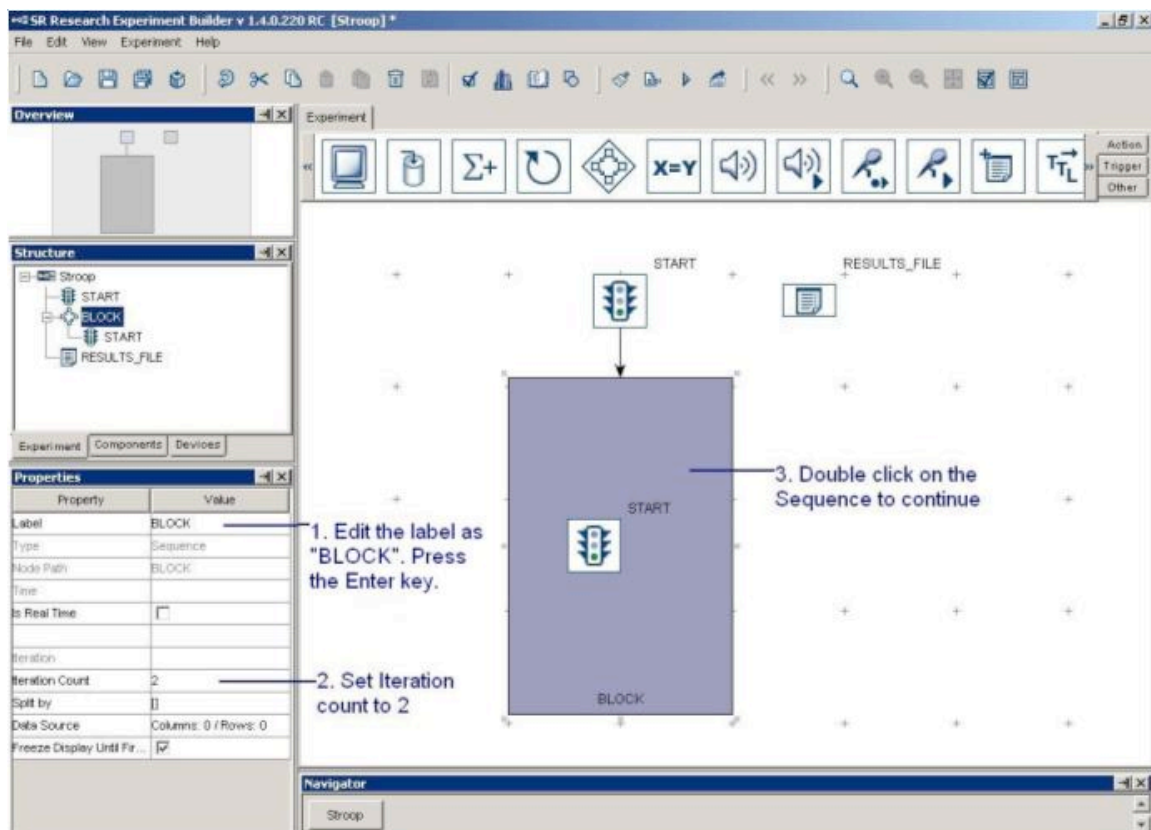 SR Research Experiment Builder v 1.4.0.220 RC [Stroop] *
File Edit View Experiment Help
Overview
Experiment
Σ+
X=Y
TTL
Action
Trigger
Other
Structure
Stroop
START
BLOCK
START
RESULTS_FILE
Experiment Components Devices
Properties
Property Value
Label BLOCK
Type Sequence
Node Path BLOCK
Time
Is Real Time
Iteration
Iteration Count 2
Split by []
Data Source Columns: 0 / Rows: 0
Freeze Display Until Fir...
START
RESULTS_FILE
START
BLOCK
1. Edit the label as
"BLOCK". Press
the Enter key.
2. Set Iteration
count to 2
3. Double click on the
Sequence to continue
Navigator
Stroop